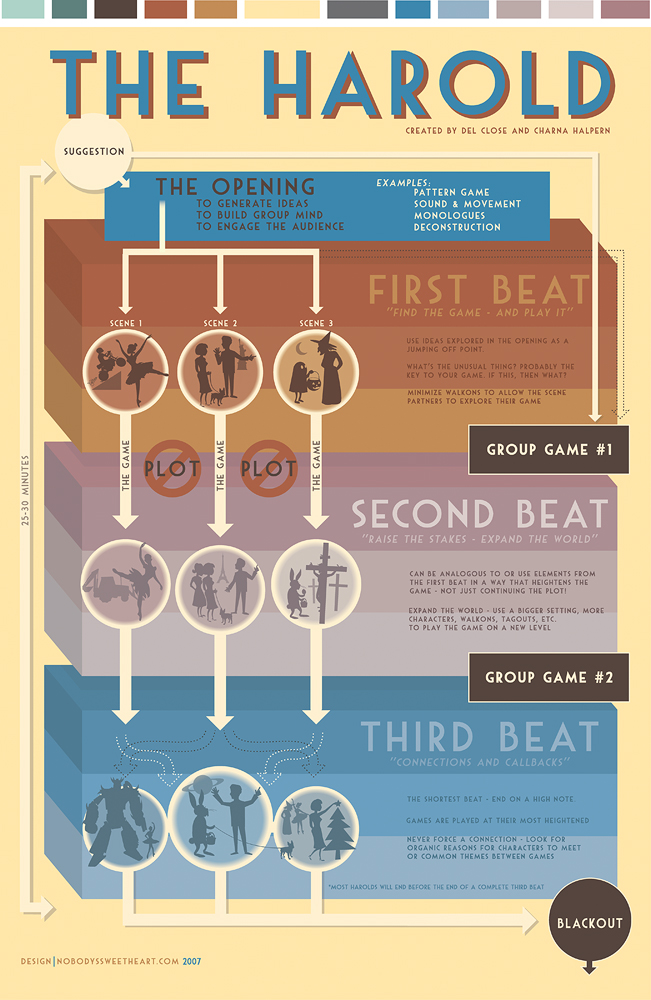 THE HAROLD
CREATED BY DEL CLOSE AND CHARNA HALPERN
SUGGESTION
THE OPENING
TO GENERATE IDEAS
TO BUILD GROUP MIND
TO ENGAGE THE AUDIENCE
EXAMPLES:
PATTERN GAME
SOUND & MOVEMENT
MONOLOGUES
DECONSTRUCTION
FIRST BEAT
"FIND THE GAME - AND PLAY IT"
SCENE 1
SCENE 2
SCENE 3
USE IDEAS EXPLORED IN THE OPENING AS A
JUMPING OFF POINT.
WHAT'S THE UNUSUAL THING? PROBABLY THE
KEY TO YOUR GAME. IF THIS, THEN WHAT?
MINIMIZE WALKONS TO ALLOW THE SCENE
PARTNERS TO EXPLORE THEIR GAME
GROUP GAME #1
THE GAME
PLOT
THE GAME
PLOT
THE GAME
25-30 MINUTES
SECOND BEAT
"RAISE THE STAKES - EXPAND THE WORLD"
CAN BE ANALOGOUS TO OR USE ELEMENTS FROM
THE FIRST BEAT IN A WAY THAT HEIGHTENS THE
GAME - NOT JUST CONTINUING THE PLOT!
EXPAND THE WORLD - USE A BIGGER SETTING, MORE
CHARACTERS, WALKONS, TAGOUTS, ETC.
TO PLAY THE GAME ON A NEW LEVEL
GROUP GAME #2
THIRD BEAT
"CONNECTIONS AND CALLBACKS"
THE SHORTEST BEAT - END ON A HIGH NOTE.
GAMES ARE PLAYED AT THEIR MOST HEIGHTENED
NEVER FORCE A CONNECTION - LOOK FOR
ORGANIC REASONS FOR CHARACTERS TO MEET
OR COMMON THEMES BETWEEN GAMES
*MOST HAROLDS WILL END BEFORE THE END OF A COMPLETE THIRD BEAT
BLACKOUT
DESIGN|NOBODYSSWEETHEART.COM 2007